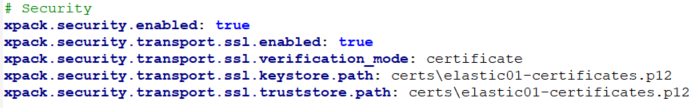 # Security
xpack.security.enabled: true
xpack.security.transport.ssl.enabled: true
xpack.security.transport.ssl.verification_mode: certificate
xpack.security.transport.ssl.keystore.path: certs\elastic01-certificates.p12
xpack.security.transport.ssl.truststore.path: certs\elastic01-certificates.p12